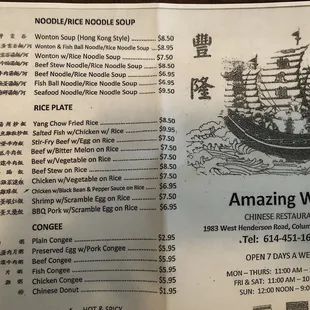 NOODLE/RICE NOODLE SOUP
Wonton Soup (Hong Kong Style) $8.50
Wonton & Fish Ball Noodle/Rice Noodle Soup $8.95
Wonton w/Rice Noodle Soup $7.50
Beef Stew Noodle/Rice Noodle Soup $8.50
Chicken Noodle/Rice Noodle Soup $6.95
Fish Ball Noodle/Rice Noodle Soup $6.95
Seafood Noodle/Rice Noodle Soup $9.50
RICE PLATE
Yang Chow Fried Rice $8.50
Salted Fish w/Chicken w/ Rice $9.95
Stir-Fry Beef w/Egg on Rice $7.50
Beef w/Bitter Melon on Rice $7.50
Beef w/Vegetable on Rice $7.50
Beef Stew on Rice $8.50
Chicken w/Vegetable on Rice $7.50
Chicken w/Black Bean & Pepper Sauce on Rice $6.95
Shrimp w/Scramble Egg on Rice $7.50
BBQ Pork w/Scramble Egg on Rice $6.95
CONGEE
Plain Congee $2.95
Preserved Egg w/Pork Congee $5.95
Beef Congee $5.95
Fish Congee $5.95
Chicken Congee $5.95
Chinese Donut $1.95
HOT & SPICY
豐
隆
Amazing W
CHINESE RESTAURA
1983 West Henderson Road, Colum
Tel: 614-451-16
OPEN 7 DAYS A WE
MON – THURS: 11:00 AM –
FRI & SAT: 11:00 AM – 10
SUN: 12:00 NOON – 9:0